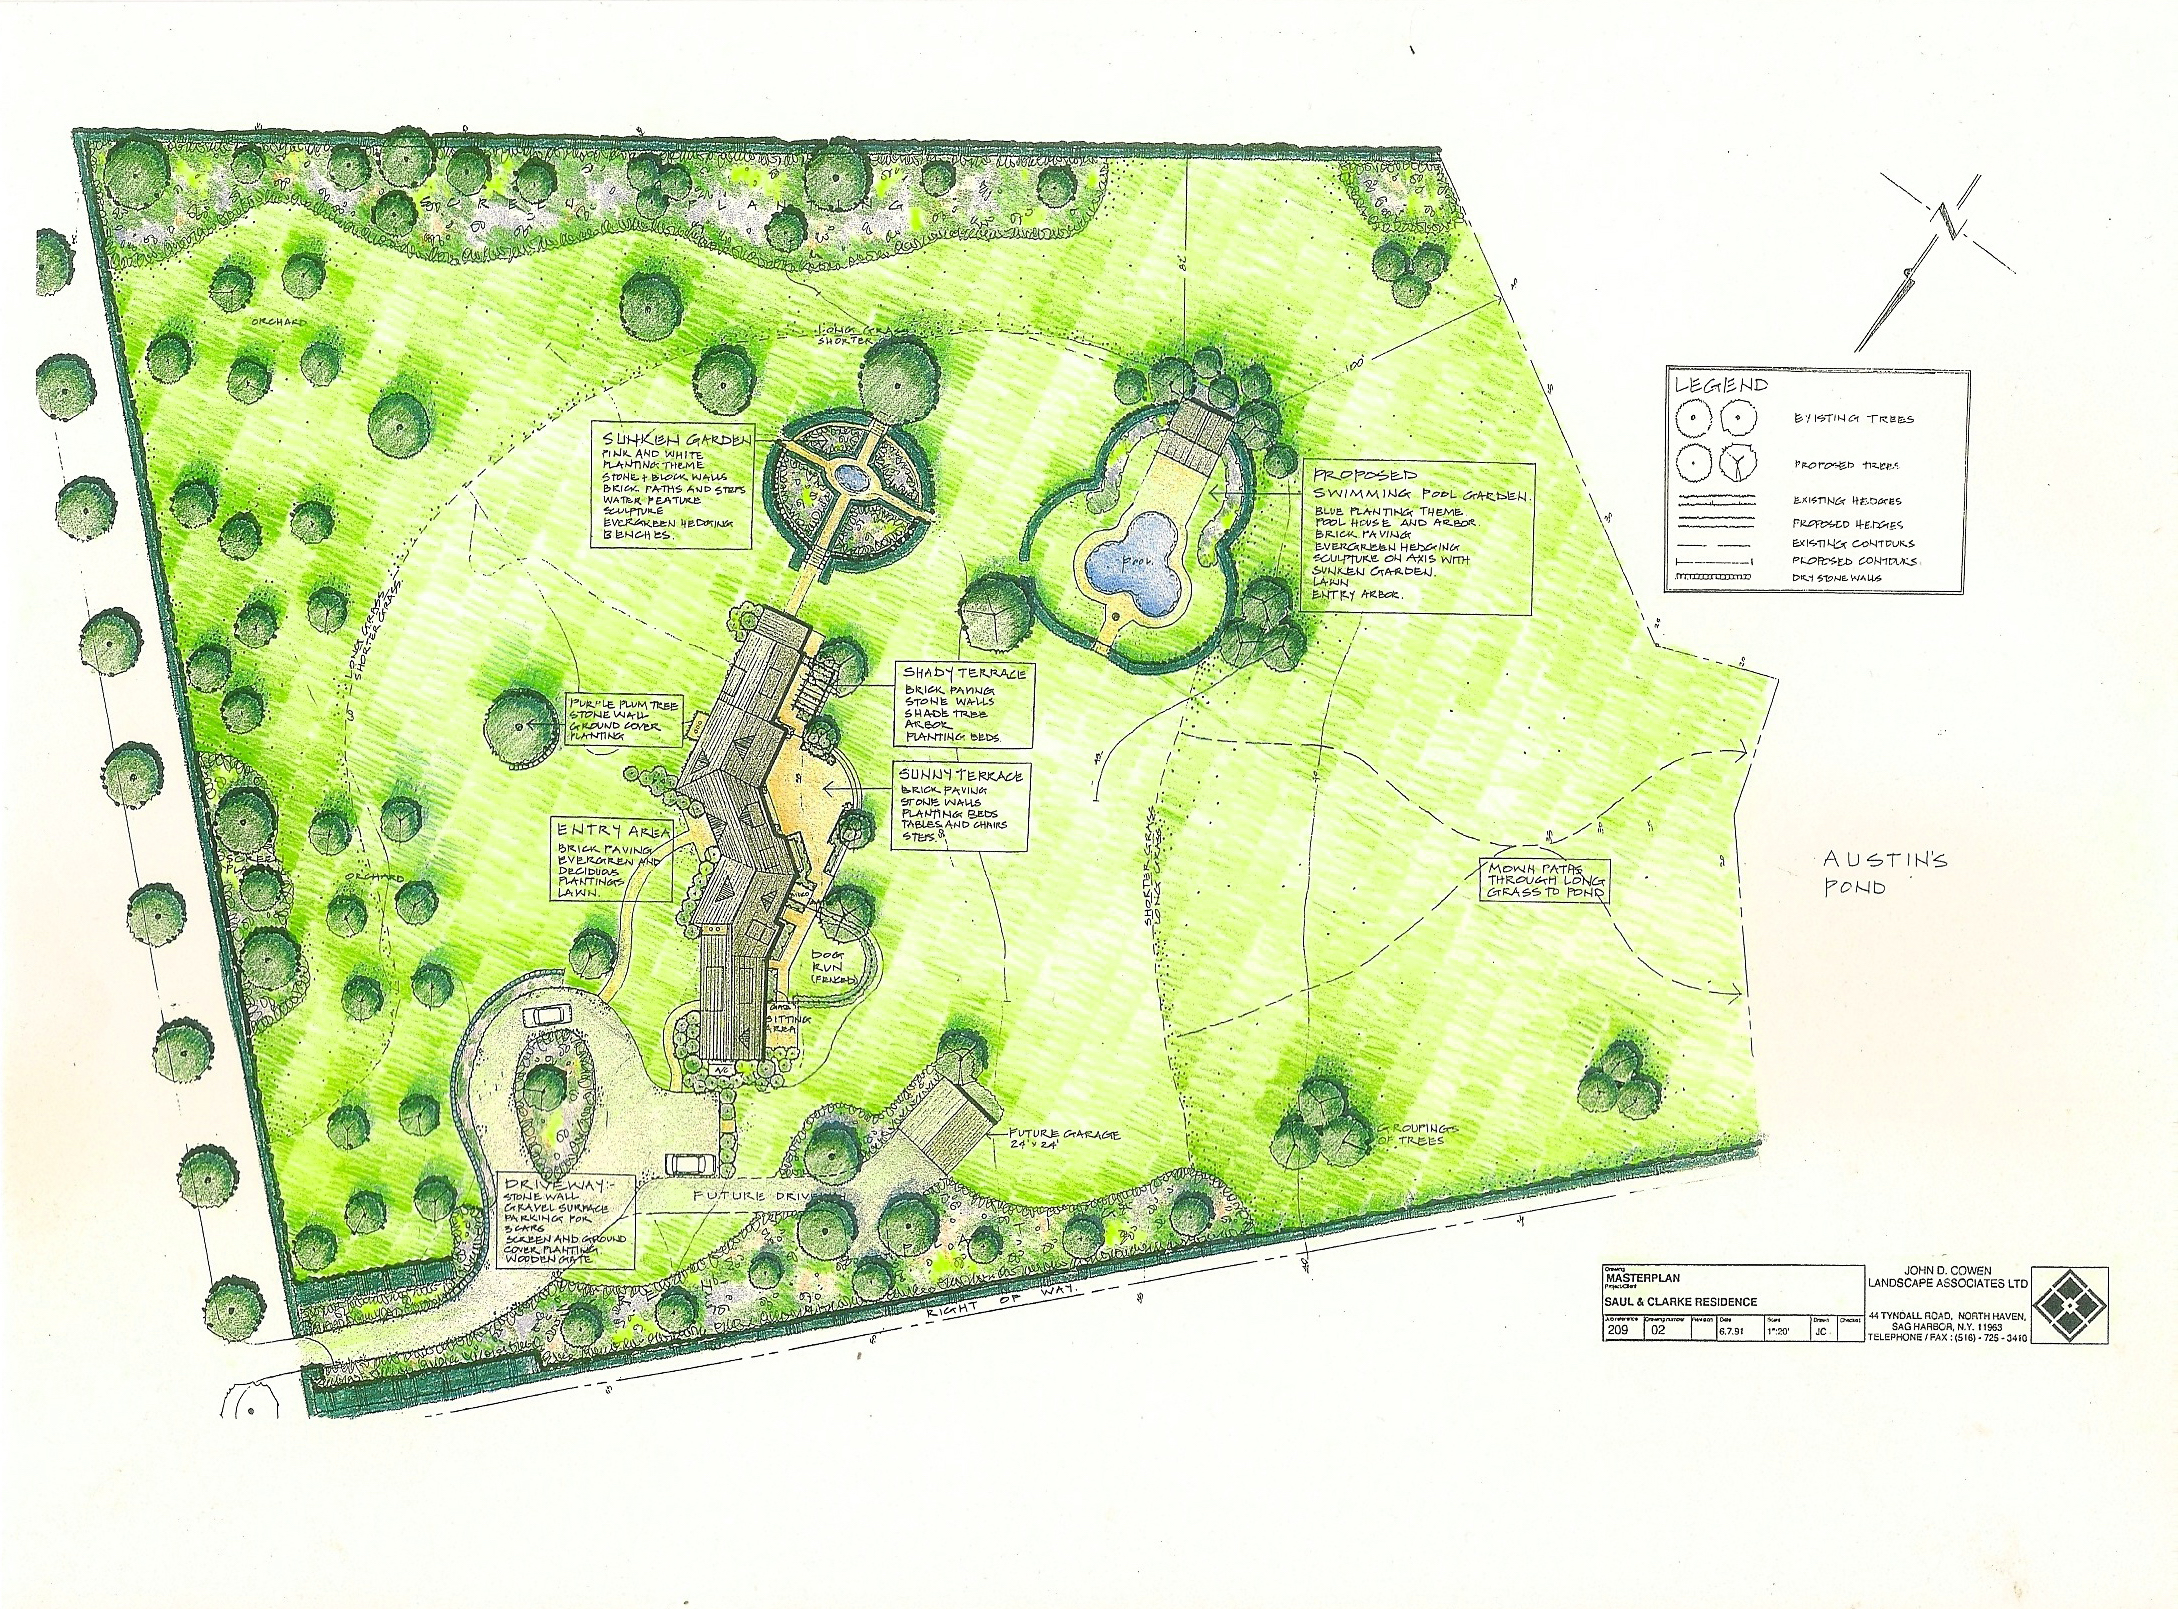 SCREEN PLANTING
ORCHARD
LONG GRASS
SHORTER
82
100'
SUNKEN GARDEN
PINK AND WHITE
PLANTING THEME
STONE + BLOCK WALLS
BRICK PATHS AND STEPS
WATER FEATURE
SCULPTURE
EVERGREEN HEDGING
BENCHES.
PROPOSED
SWIMMING POOL GARDEN.
BLUE PLANTING THEME
POOL HOUSE AND ARBOR.
BRICK PAVING
EVERGREEN HEDGING
SCULPTURE ON AXIS WITH
SUNKEN GARDEN.
LAWN
ENTRY ARBOR.
POOL
LEGEND
EXISTING TREES
PROPOSED TREES
EXISTING HEDGES
PROPOSED HEDGES
EXISTING CONTOURS
PROPOSED CONTOURS
DRY STONE WALLS
LONG GRASS
SHORTER GRASS.
PURPLE PLUM TREE
STONE WALL
GROUND COVER
PLANTING
SHADY TERRACE
BRICK PAVING
STONE WALLS
SHADE TREE
ARBOR
PLANTING BEDS.
SUNNY TERRACE
BRICK PAVING
STONE WALLS
PLANTING BEDS
TABLES AND CHAIRS
STEPS.
ENTRY AREA
BRICK PAVING
EVERGREEN AND
DECIDUOUS
PLANTINGS
LAWN.
ORCHARD
SHORTER GRASS
LONG GRASS.
MOWN PATHS
THROUGH LONG
GRASS TO POND
AUSTIN'S
POND
DOG
RUN
(FENCED)
SITTING
AREA
A/C
FUTURE GARAGE
24' x 24'
GROUPINGS
OF TREES
DRIVEWAY:-
STONE WALL
GRAVEL SURFACE
PARKING FOR
3 CARS
SCREEN AND GROUND
COVER PLANTING
WOODEN GATE
FUTURE DRIVE
RIGHT OF WAY.
Drawing
MASTERPLAN
Project/Client
SAUL & CLARKE RESIDENCE
Job reference
209
Drawing number
02
Revision
Date
6.7.91
Scale
1":20'
Drawn
JC
Checked
JOHN D. COWEN
LANDSCAPE ASSOCIATES LTD
44 TYNDALL ROAD, NORTH HAVEN,
SAG HARBOR, N.Y. 11963
TELEPHONE / FAX : (516) - 725 - 3410